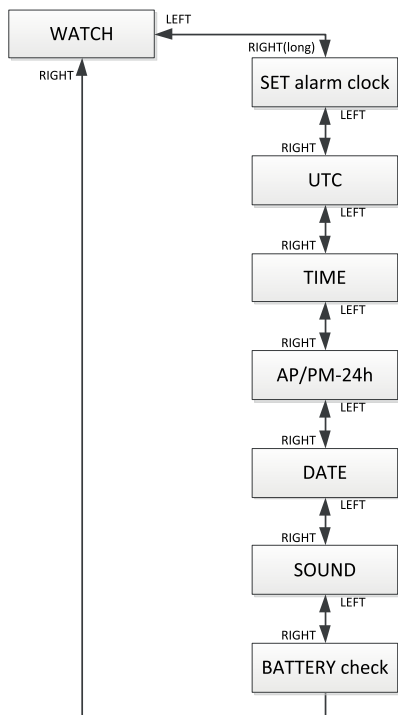 LEFT
WATCH
RIGHT(long)
RIGHT
SET alarm clock
LEFT
RIGHT
UTC
LEFT
RIGHT
TIME
LEFT
RIGHT
AP/PM-24h
LEFT
RIGHT
DATE
LEFT
RIGHT
SOUND
LEFT
RIGHT
BATTERY check